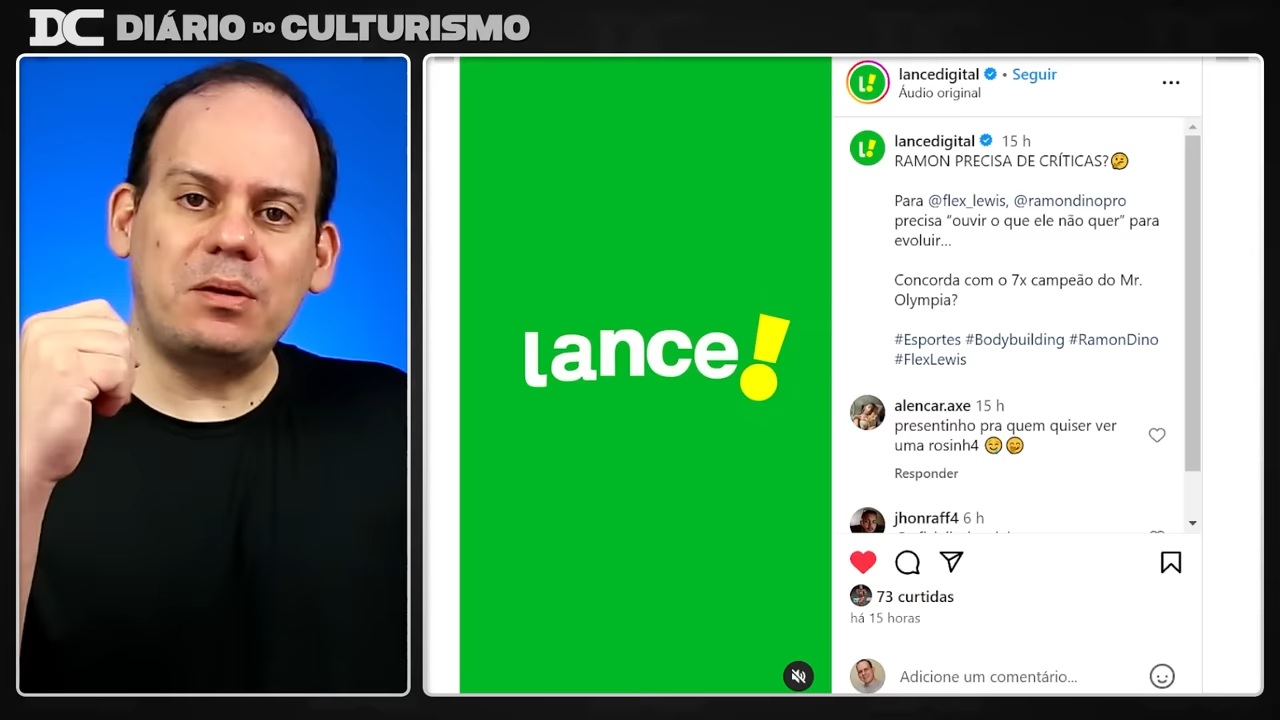 DC DIÁRIO DO CULTURISMO
lance!
L!
lancedigital • Seguir
Áudio original
L!
lancedigital 15 h
RAMON PRECISA DE CRÍTICAS?🤔
Para @flex_lewis, @ramondinopro
precisa “ouvir o que ele não quer” para
evoluir...
Concorda com o 7x campeão do Mr.
Olympia?
#Esportes #Bodybuilding #RamonDino
#FlexLewis
alencar.axe 15 h
presentinho pra quem quiser ver
uma rosinh4 😊🤭
Responder
jhonraff4 6 h
73 curtidas
há 15 horas
Adicione um comentário...